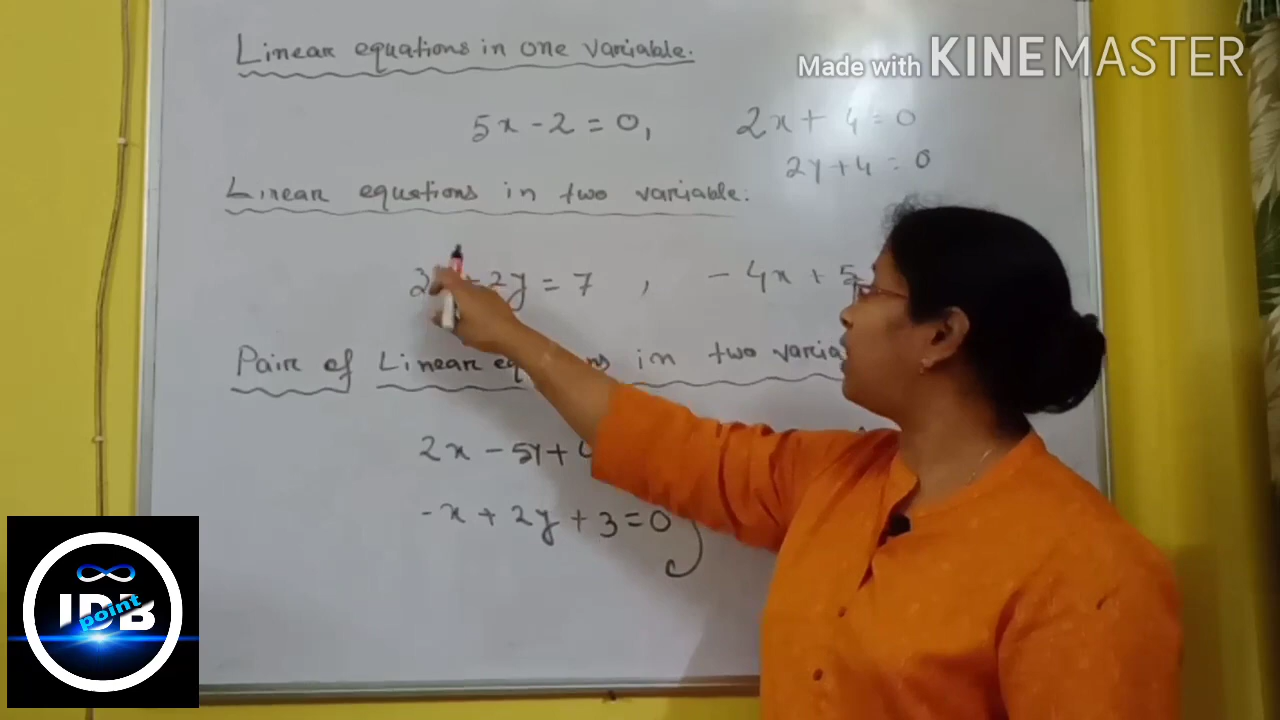 Linear equations in one variable.
Made with KINEMASTER
5x - 2 = 0, 2x + 4 = 0
2y + 4 = 0
Linear equations in two variable:
2y = 7 , - 4x + 5
Pair of Linear in two
2x - 5y +
- x + 2y + 3 = 0
IDB
point